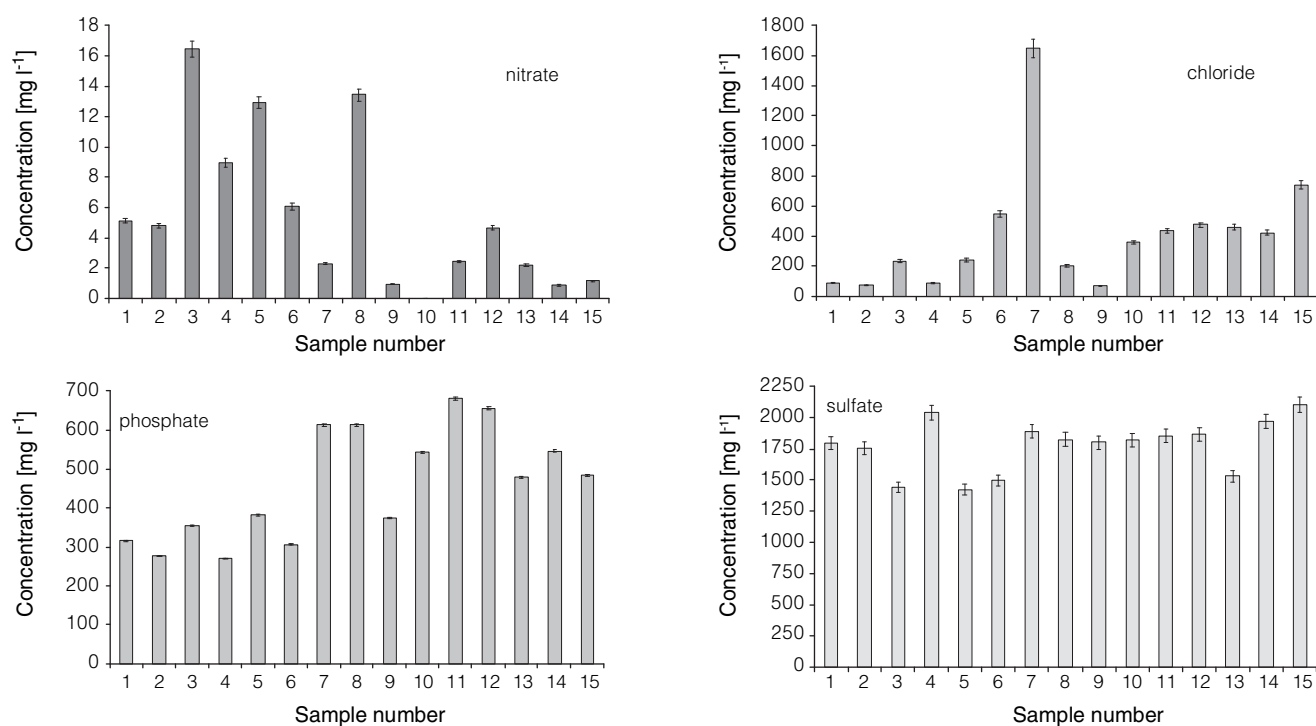 Concentration [mg l⁻¹]
18
16
14
12
10
8
6
4
2
0
nitrate
1 2 3 4 5 6 7 8 9 10 11 12 13 14 15
Sample number
Concentration [mg l⁻¹]
1800
1600
1400
1200
1000
800
600
400
200
0
chloride
1 2 3 4 5 6 7 8 9 10 11 12 13 14 15
Sample number
Concentration [mg l⁻¹]
700
600
500
400
300
200
100
0
phosphate
1 2 3 4 5 6 7 8 9 10 11 12 13 14 15
Sample number
Concentration [mg l⁻¹]
2250
2000
1750
1500
1250
1000
750
500
250
0
sulfate
1 2 3 4 5 6 7 8 9 10 11 12 13 14 15
Sample number